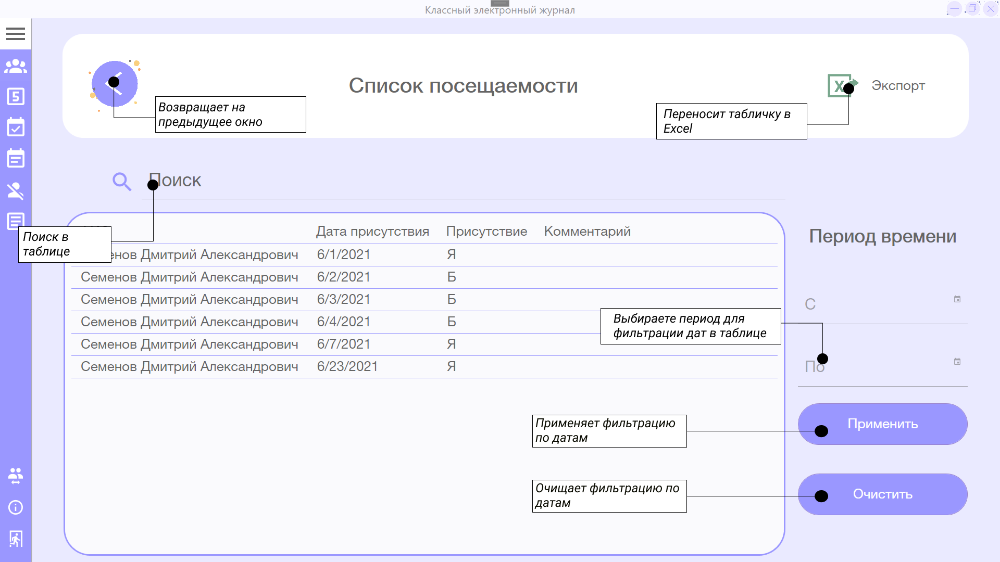 Классный электронный журнал
Список посещаемости
Экспорт
Возвращает на
предыдущее окно
Переносит табличку в
Excel
Поиск
Поиск в
таблице
Дата присутствия Присутствие Комментарий
енов Дмитрий Александрович 6/1/2021 Я
Семенов Дмитрий Александрович 6/2/2021 Б
Семенов Дмитрий Александрович 6/3/2021 Б
Семенов Дмитрий Александрович 6/4/2021 Б
Семенов Дмитрий Александрович 6/7/2021 Я
Семенов Дмитрий Александрович 6/23/2021 Я
Период времени
С
Выбираете период для
фильтрации дат в таблице
По
Применяет фильтрацию
по датам
Применить
Очищает фильтрацию по
датам
Очистить